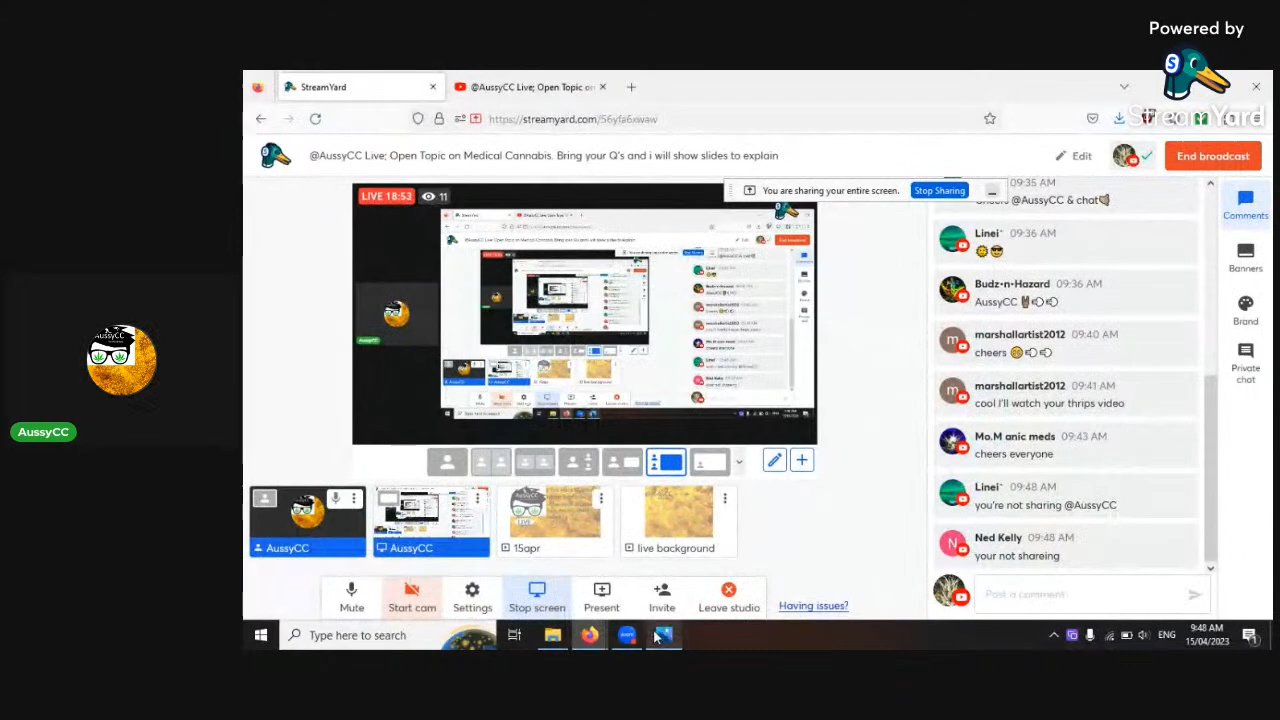 Powered by
StreamYard
StreamYard
@AussyCC Live; Open Topic on
https://streamyard.com/56yfa6xwaw
@AussyCC Live; Open Topic on Medical Cannabis. Bring your Q's and i will show slides to explain
Edit
End broadcast
You are sharing your entire screen.
Stop Sharing
LIVE 18:53
11
09:35 AM
@AussyCC & chat
Linei~ 09:36 AM
Budz-n-Hazard 09:36 AM
AussyCC
marshallartist2012 09:40 AM
cheers
marshallartist2012 09:41 AM
cool I'll watch your hnrps video
Mo.M anic meds 09:43 AM
cheers everyone
Linei~ 09:48 AM
you're not sharing @AussyCC
Ned Kelly 09:48 AM
your not shareing
Post a comment
Comments
Banners
Brand
Private
chat
AussyCC
AussyCC
AussyCC
15apr
live background
Mute
Start cam
Settings
Stop screen
Present
Invite
Leave studio
Having issues?
Type here to search
ENG
9:48 AM
15/04/2023